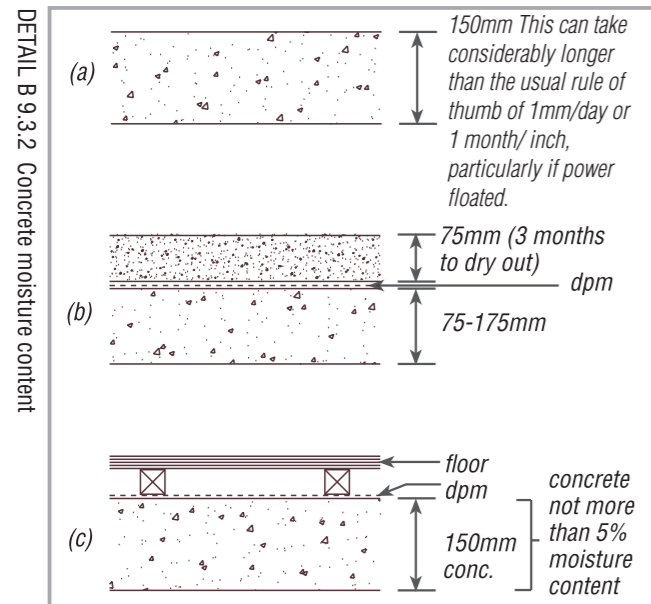 DETAIL B 9.3.2 Concrete moisture content
(a)
150mm This can take
considerably longer
than the usual rule of
thumb of 1mm/day or
1 month/ inch,
particularly if power
floated.
(b)
75mm (3 months
to dry out)
dpm
75-175mm
(c)
floor
dpm
150mm
conc.
concrete
not more
than 5%
moisture
content